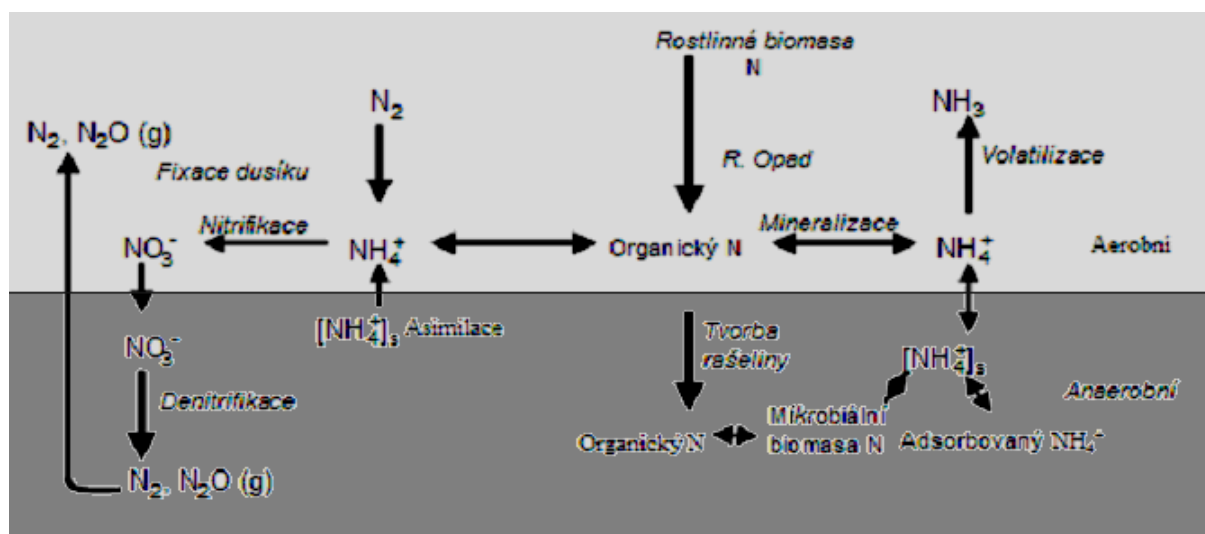 Rostlinná biomasa
N
N₂
NH₃
N₂, N₂O (g)
R. Opad
Volatilizace
Fixace dusíku
Nitrifikace
Mineralizace
NO₃⁻
NH₄⁺
Organický N
NH₄⁺
Aerobní
[NH₄⁺]ₛ Asimilace
Tvorba
rašeliny
NO₃⁻
[NH₄⁺]ₛ
Denitrifikace
Anaerobní
Mikrobiální
biomasa N
Organický N
Adsorbovaný NH₄⁺
N₂, N₂O (g)